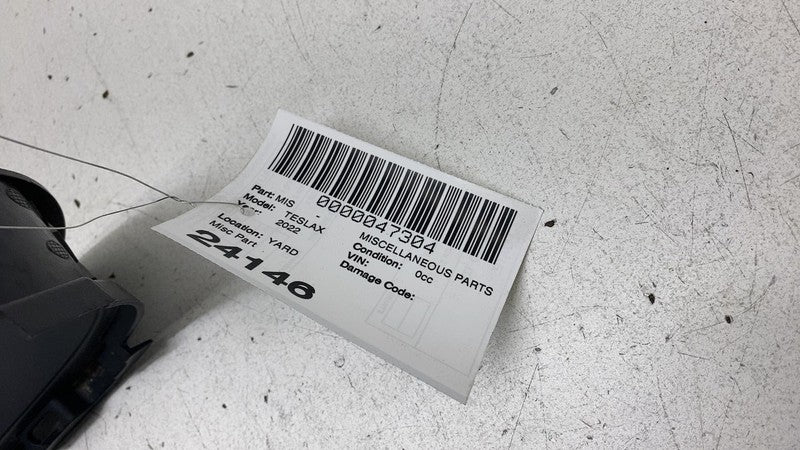 0000047304
Part: MIS - MISCELLANEOUS PARTS
Model: TESLAX Condition: 0cc
Year: 2022 VIN:
Damage Code:
Location: YARD
Misc Part
24146